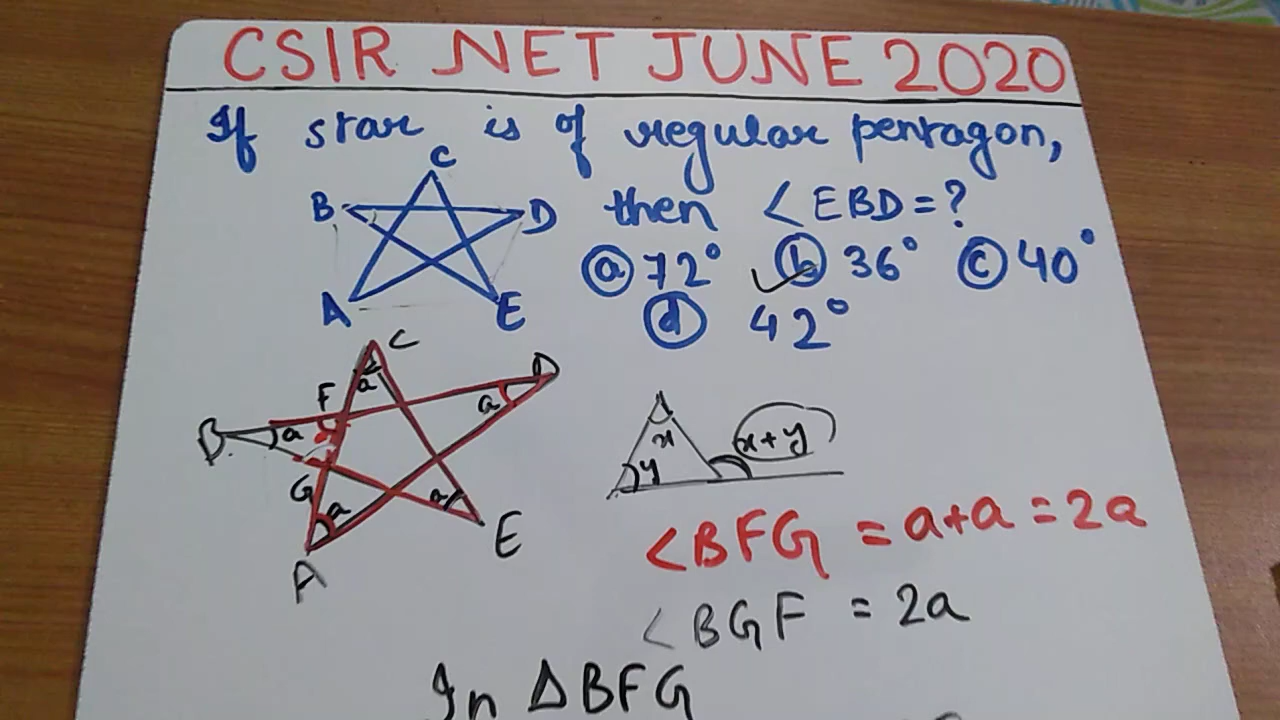 CSIR NET JUNE 2020
If star is of regular pentagon,
then <EBD=?
C
B
D
A
E
(a) 72° (b) 36° (c) 40°
(d) 42°
C
F
a
D
a
B
a
G
a
a
E
A
x
y
x+y
<BFG = a+a = 2a
<BGF = 2a
In Δ BFG